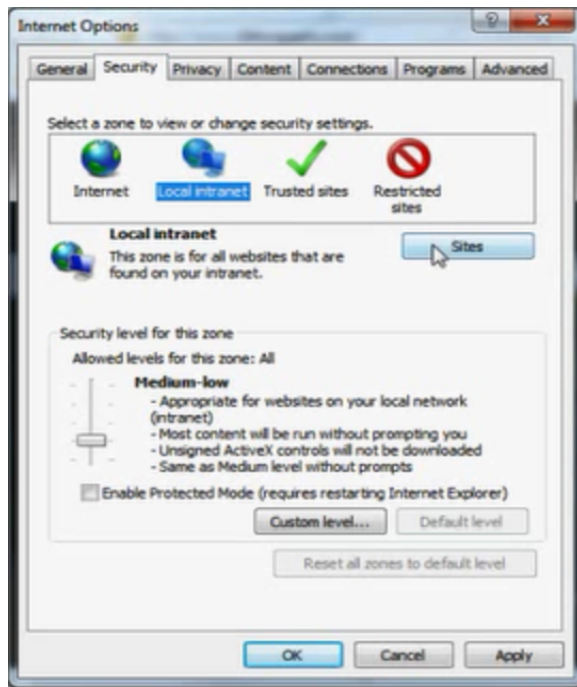 Internet Options
General Security Privacy Content Connections Programs Advanced
Select a zone to view or change security settings.
Internet Local intranet Trusted sites Restricted
sites
Local intranet
This zone is for all websites that are
found on your intranet.
Sites
Security level for this zone
Allowed levels for this zone: All
Medium-low
- Appropriate for websites on your local network
(intranet)
- Most content will be run without prompting you
- Unsigned ActiveX controls will not be downloaded
- Same as Medium level without prompts
Enable Protected Mode (requires restarting Internet Explorer)
Custom level... Default level
Reset all zones to default level
OK Cancel Apply